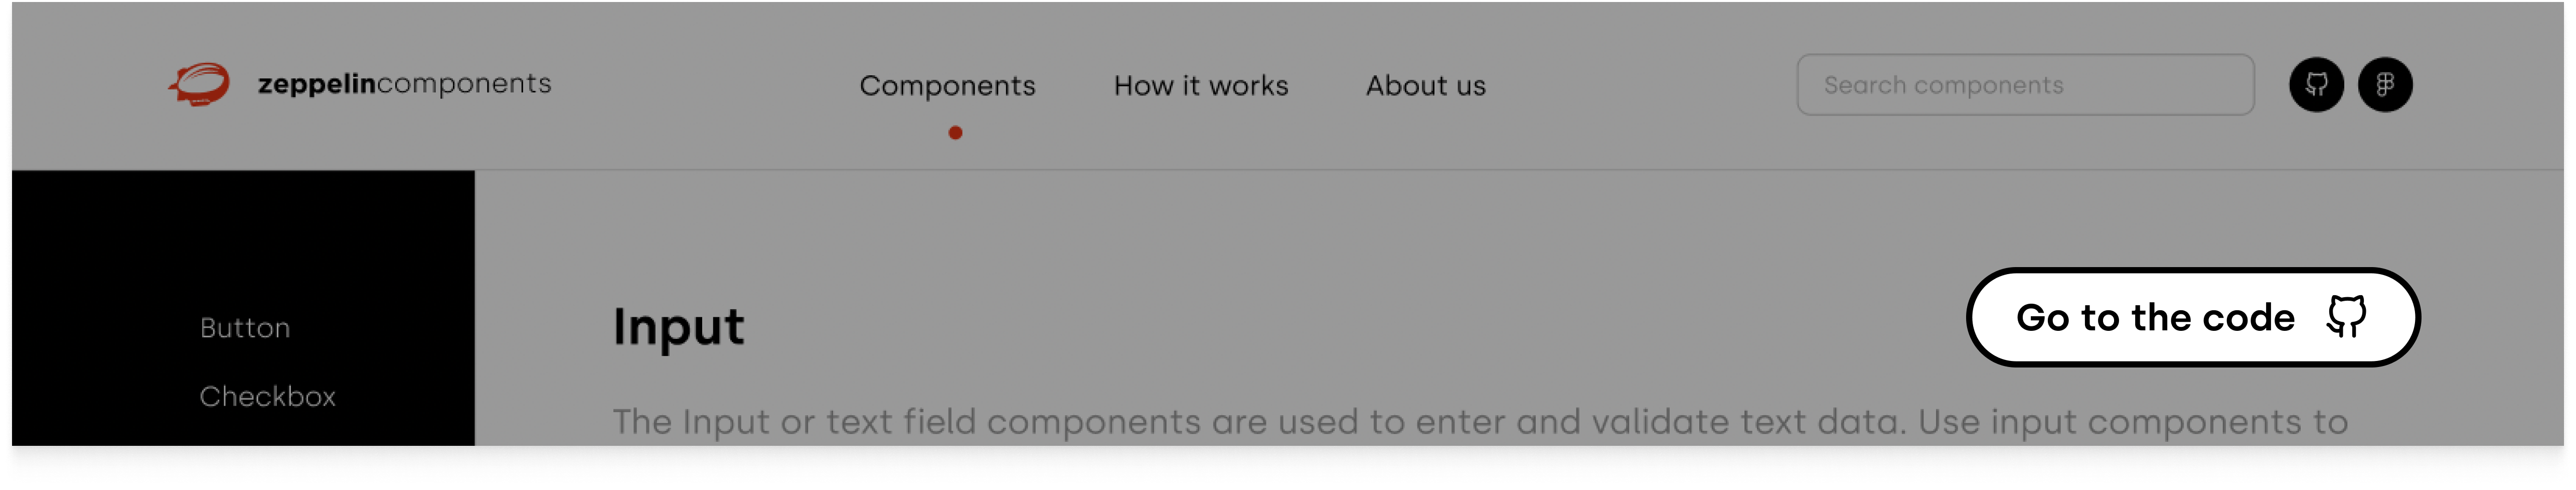 zeppelincomponents
Components
How it works
About us
Search components
Button
Checkbox
Input
Go to the code
The Input or text field components are used to enter and validate text data. Use input components to